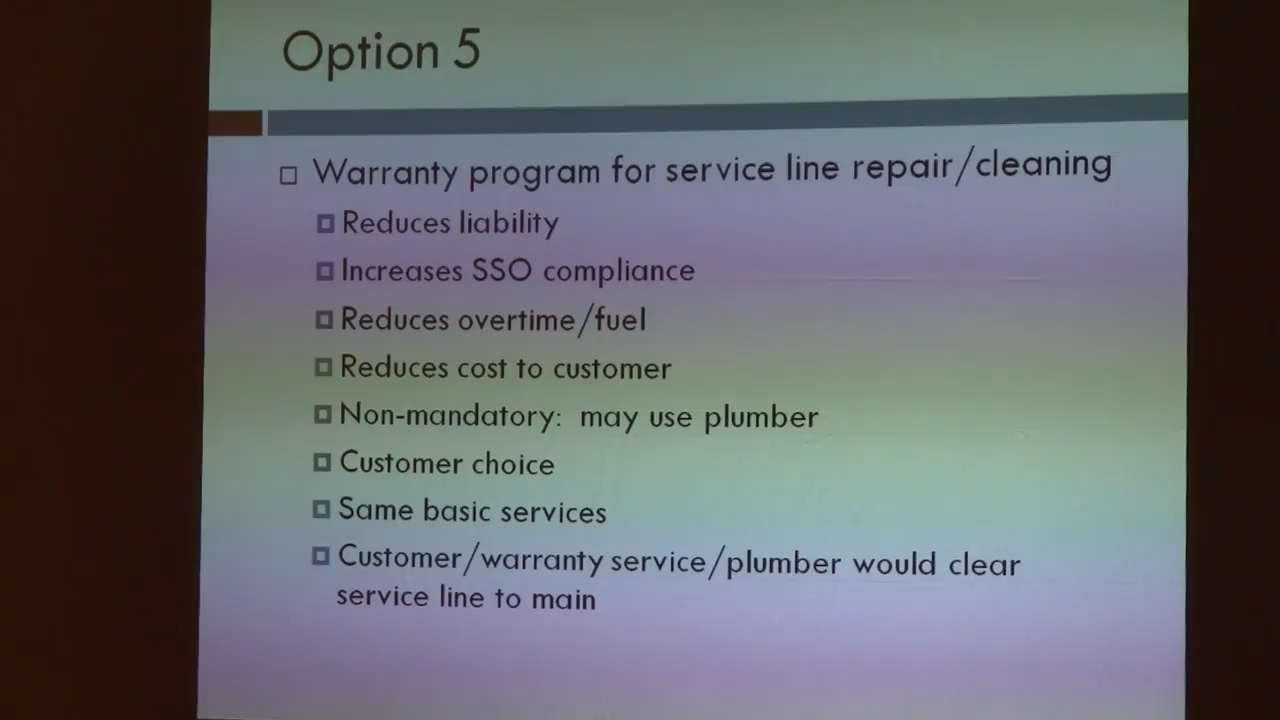 Option 5
Warranty program for service line repair/cleaning
Reduces liability
Increases SSO compliance
Reduces overtime/fuel
Reduces cost to customer
Non-mandatory: may use plumber
Customer choice
Same basic services
Customer/warranty service/plumber would clear
service line to main